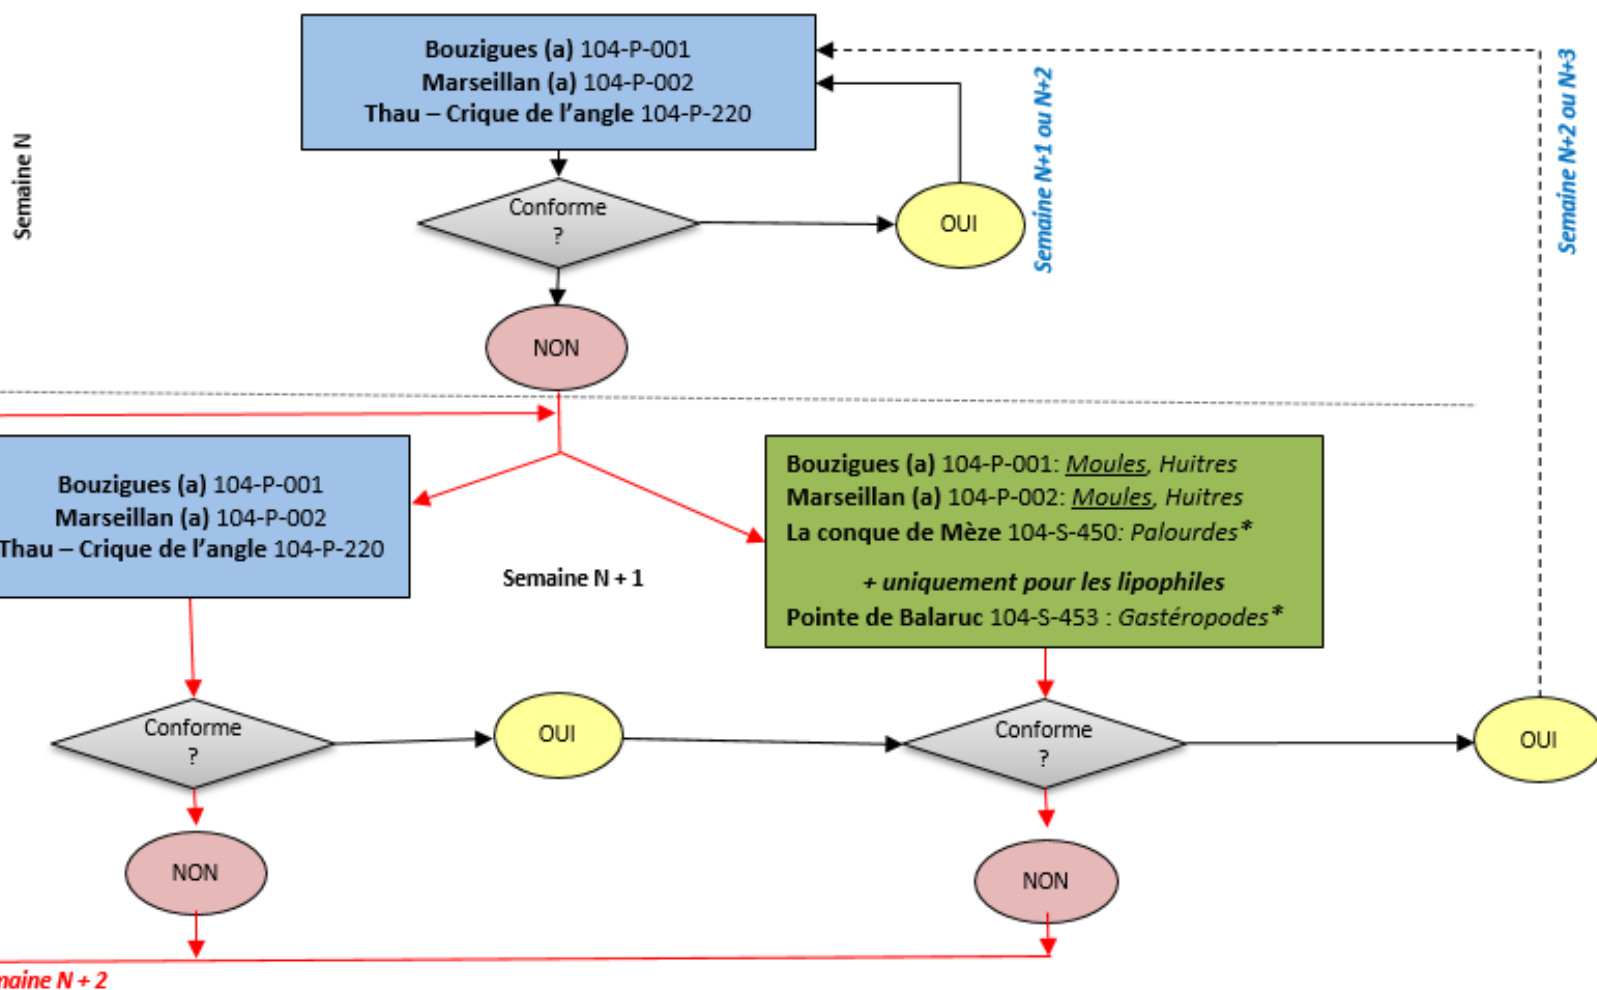 Bouzigues (a) 104-P-001
Marseillan (a) 104-P-002
Thau – Crique de l'angle 104-P-220
Semaine N
Semaine N+1 ou N+2
Semaine N+2 ou N+3
Conforme
?
OUI
NON
Bouzigues (a) 104-P-001
Marseillan (a) 104-P-002
Thau – Crique de l'angle 104-P-220
Semaine N + 1
Bouzigues (a) 104-P-001: Moules, Huitres
Marseillan (a) 104-P-002: Moules, Huitres
La conque de Mèze 104-S-450: Palourdes*
+ uniquement pour les lipophiles
Pointe de Balaruc 104-S-453 : Gastéropodes*
Conforme
?
OUI
Conforme
?
OUI
NON
NON
maine N + 2